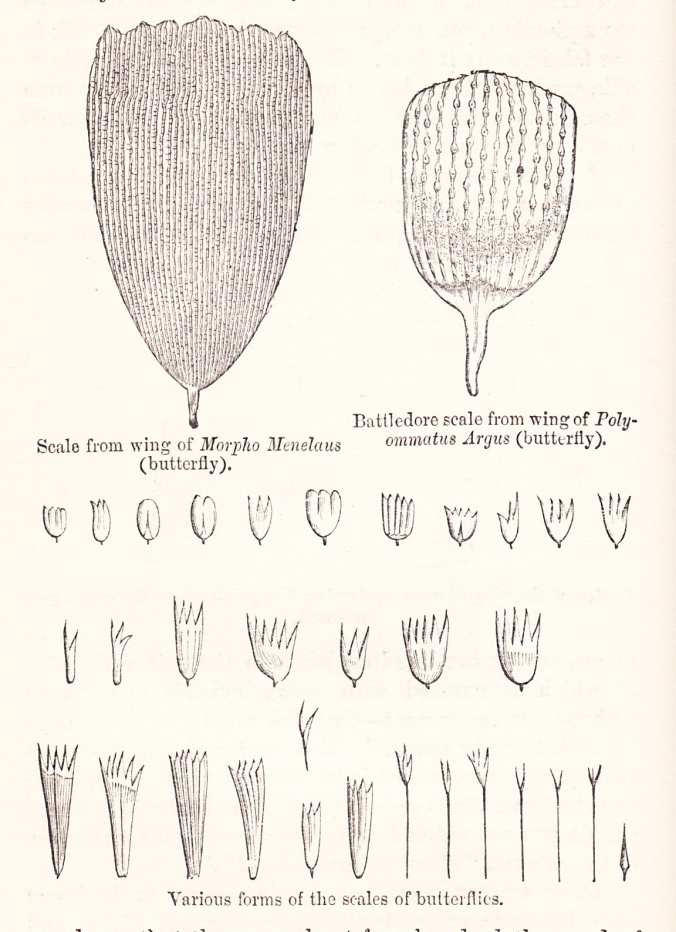 Scale from wing of Morpho Menelaus
(butterfly).
Battledore scale from wing of Poly-
ommatus Argus (butterfly).
Various forms of the scales of butterflies.